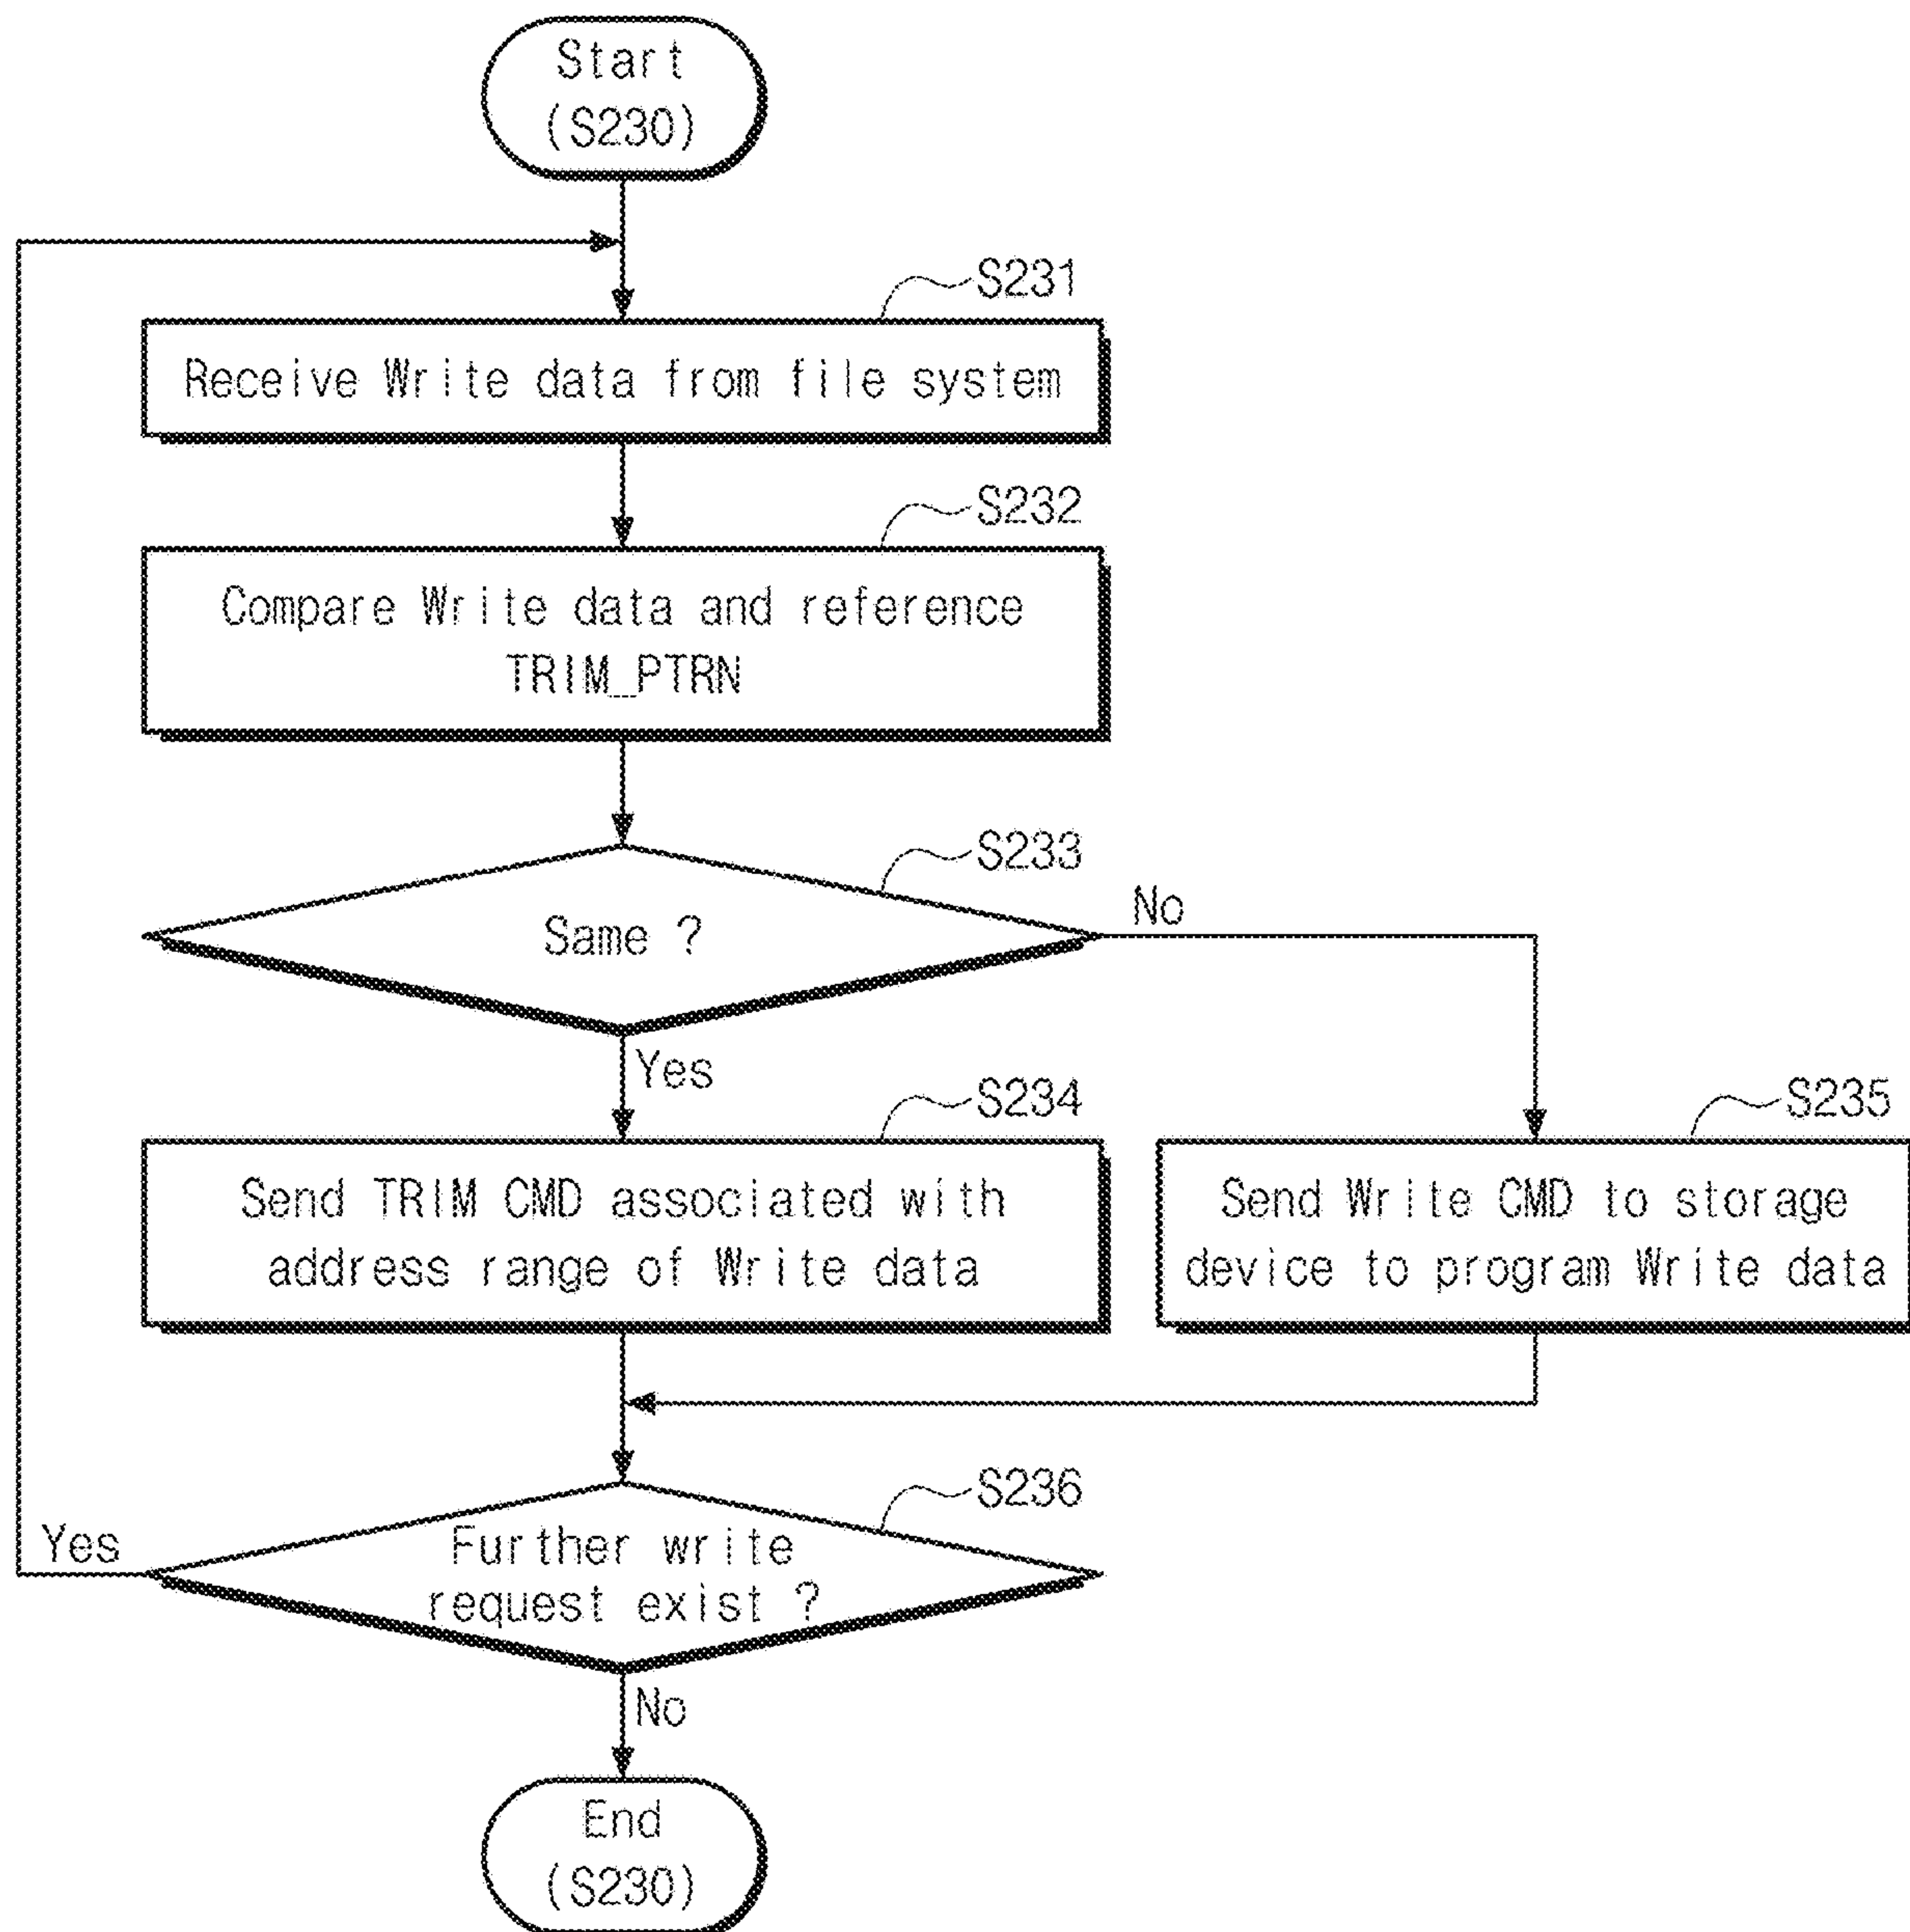 Start
(S230)
S231
Receive Write data from file system
S232
Compare Write data and reference
TRIM_PTRN
S233
Same ?
No
Yes
S234
Send TRIM CMD associated with
address range of Write data
S235
Send Write CMD to storage
device to program Write data
S236
Further write
request exist ?
Yes
No
End
(S230)